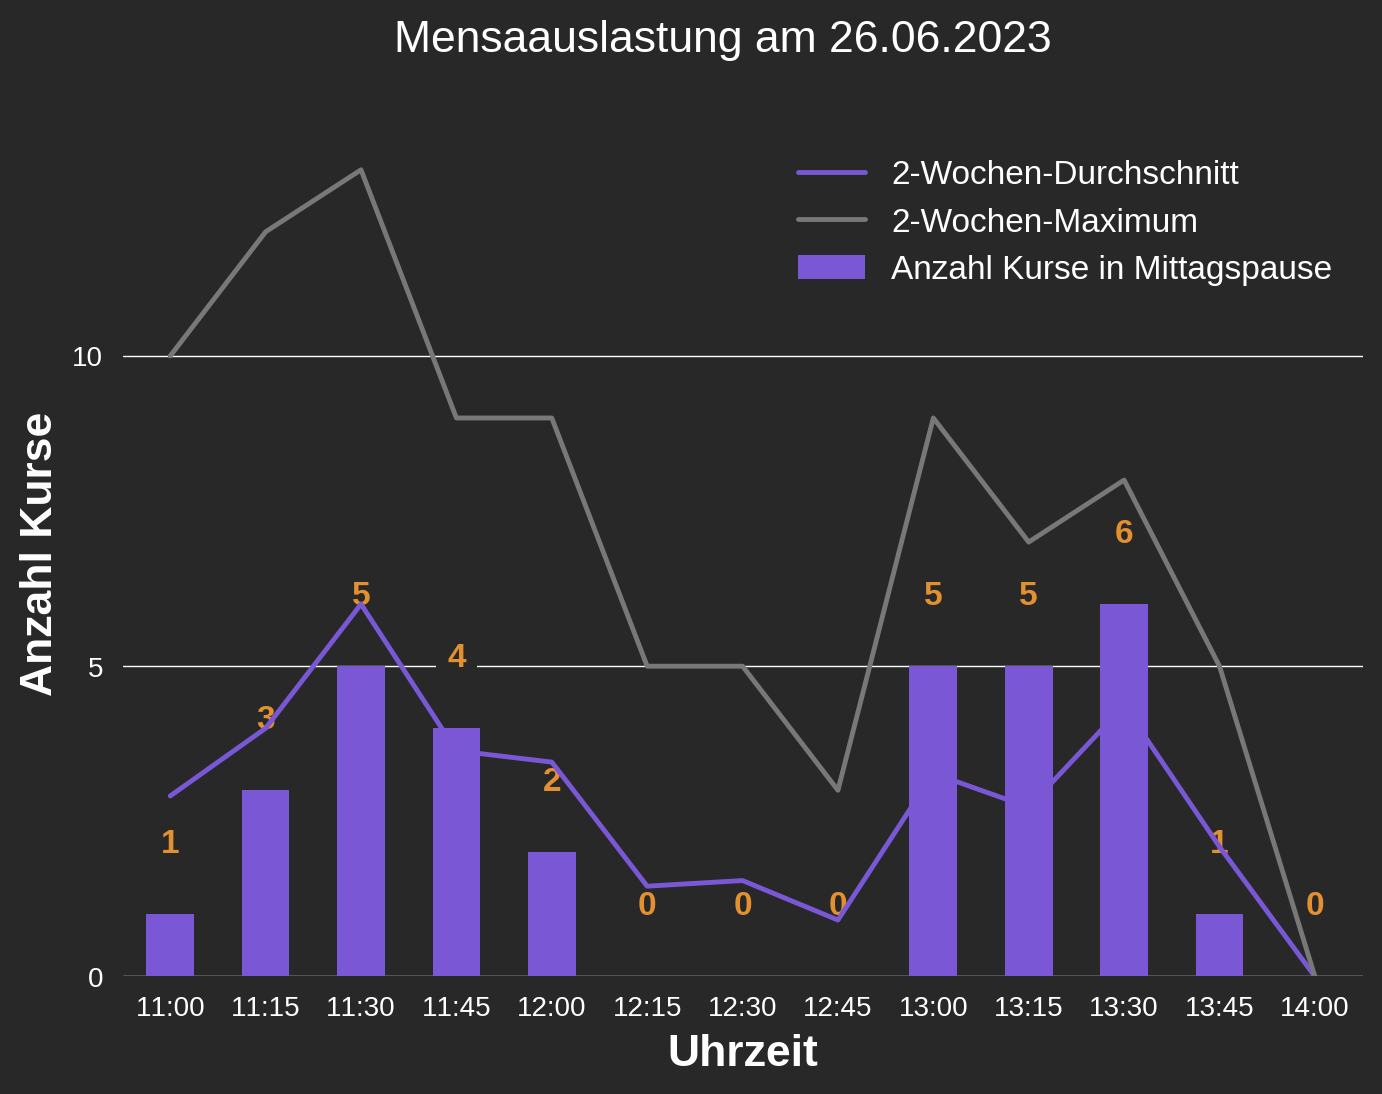 Mensaauslastung am 26.06.2023
2-Wochen-Durchschnitt
2-Wochen-Maximum
Anzahl Kurse in Mittagspause
Anzahl Kurse
10
5
0
1
3
5
4
2
0
0
0
5
5
6
1
0
11:00 11:15 11:30 11:45 12:00 12:15 12:30 12:45 13:00 13:15 13:30 13:45 14:00
Uhrzeit